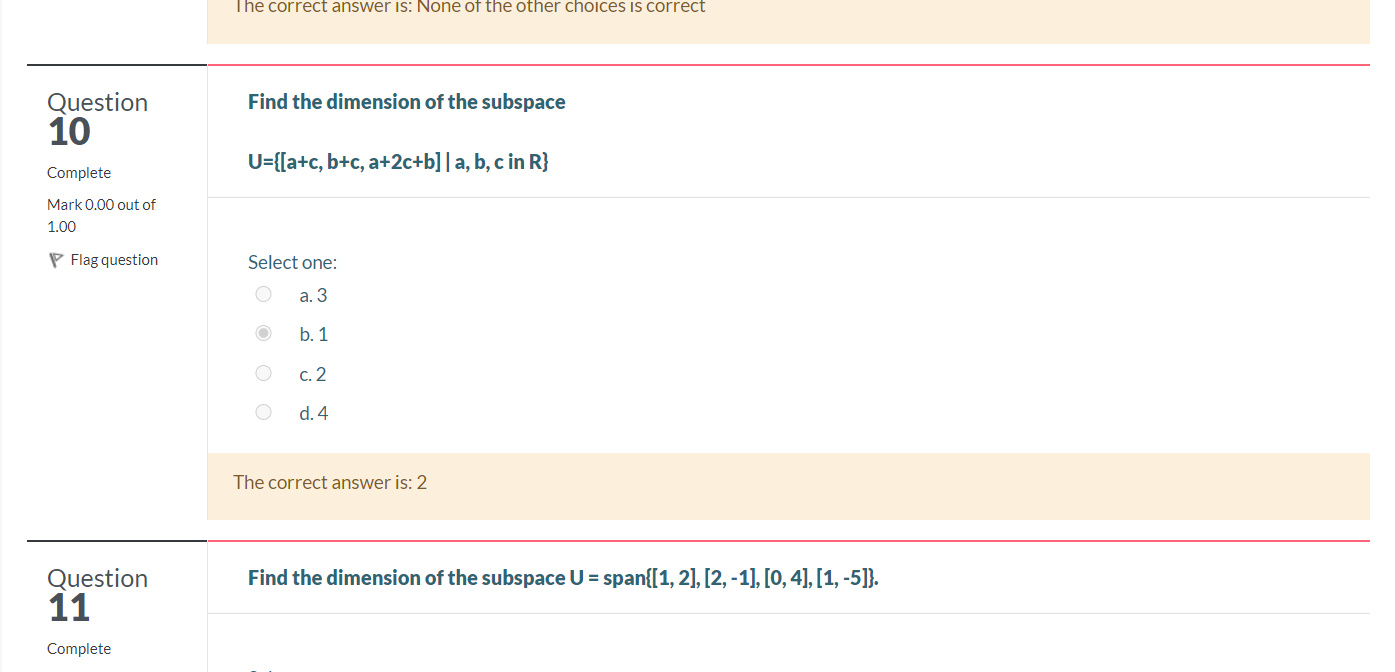 The correct answer is: None of the other choices is correct
Question
10
Complete
Mark 0.00 out of
1.00
Flag question
Find the dimension of the subspace
U={[a+c, b+c, a+2c+b] | a, b, c in R}
Select one:
a. 3
b. 1
c. 2
d. 4
The correct answer is: 2
Question
11
Complete
Find the dimension of the subspace U = span{[1, 2], [2, -1], [0, 4], [1, -5]}.